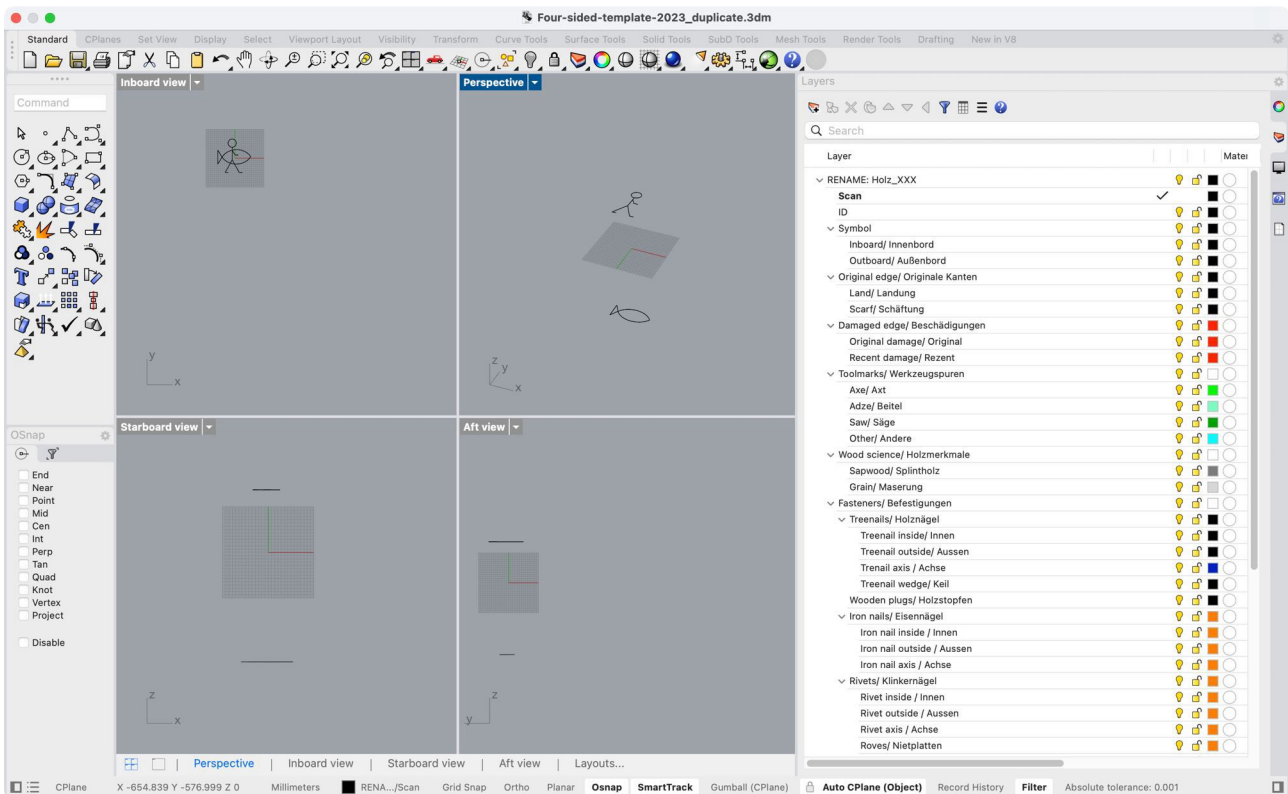 Four-sided-template-2023_duplicate.3dm
Standard CPlanes Set View Display Select Viewport Layout Visibility Transform Curve Tools Surface Tools Solid Tools SubD Tools Mesh Tools Render Tools Drafting New in V8
Command
Inboard view
y
x
Perspective
z
y
x
Starboard view
z
x
Aft view
z
y
OSnap
End
Near
Point
Mid
Cen
Int
Perp
Tan
Quad
Knot
Vertex
Project
Disable
Layers
Search
Layer Mater
RENAME: Holz_XXX
Scan
ID
Symbol
Inboard/ Innenbord
Outboard/ Außenbord
Original edge/ Originale Kanten
Land/ Landung
Scarf/ Schäftung
Damaged edge/ Beschädigungen
Original damage/ Original
Recent damage/ Rezent
Toolmarks/ Werkzeugspuren
Axe/ Axt
Adze/ Beitel
Saw/ Säge
Other/ Andere
Wood science/ Holzmerkmale
Sapwood/ Splintholz
Grain/ Maserung
Fasteners/ Befestigungen
Treenails/ Holznägel
Treenail inside/ Innen
Treenail outside/ Aussen
Trenail axis / Achse
Treenail wedge/ Keil
Wooden plugs/ Holzstopfen
Iron nails/ Eisennägel
Iron nail inside / Innen
Iron nail outside / Aussen
Iron nail axis / Achse
Rivets/ Klinkernägel
Rivet inside / Innen
Rivet outside / Aussen
Rivet axis / Achse
Roves/ Nietplatten
Perspective | Inboard view | Starboard view | Aft view | Layouts...
CPlane X -654.839 Y -576.999 Z 0 Millimeters RENA.../Scan Grid Snap Ortho Planar Osnap SmartTrack Gumball (CPlane) Auto CPlane (Object) Record History Filter Absolute tolerance: 0.001